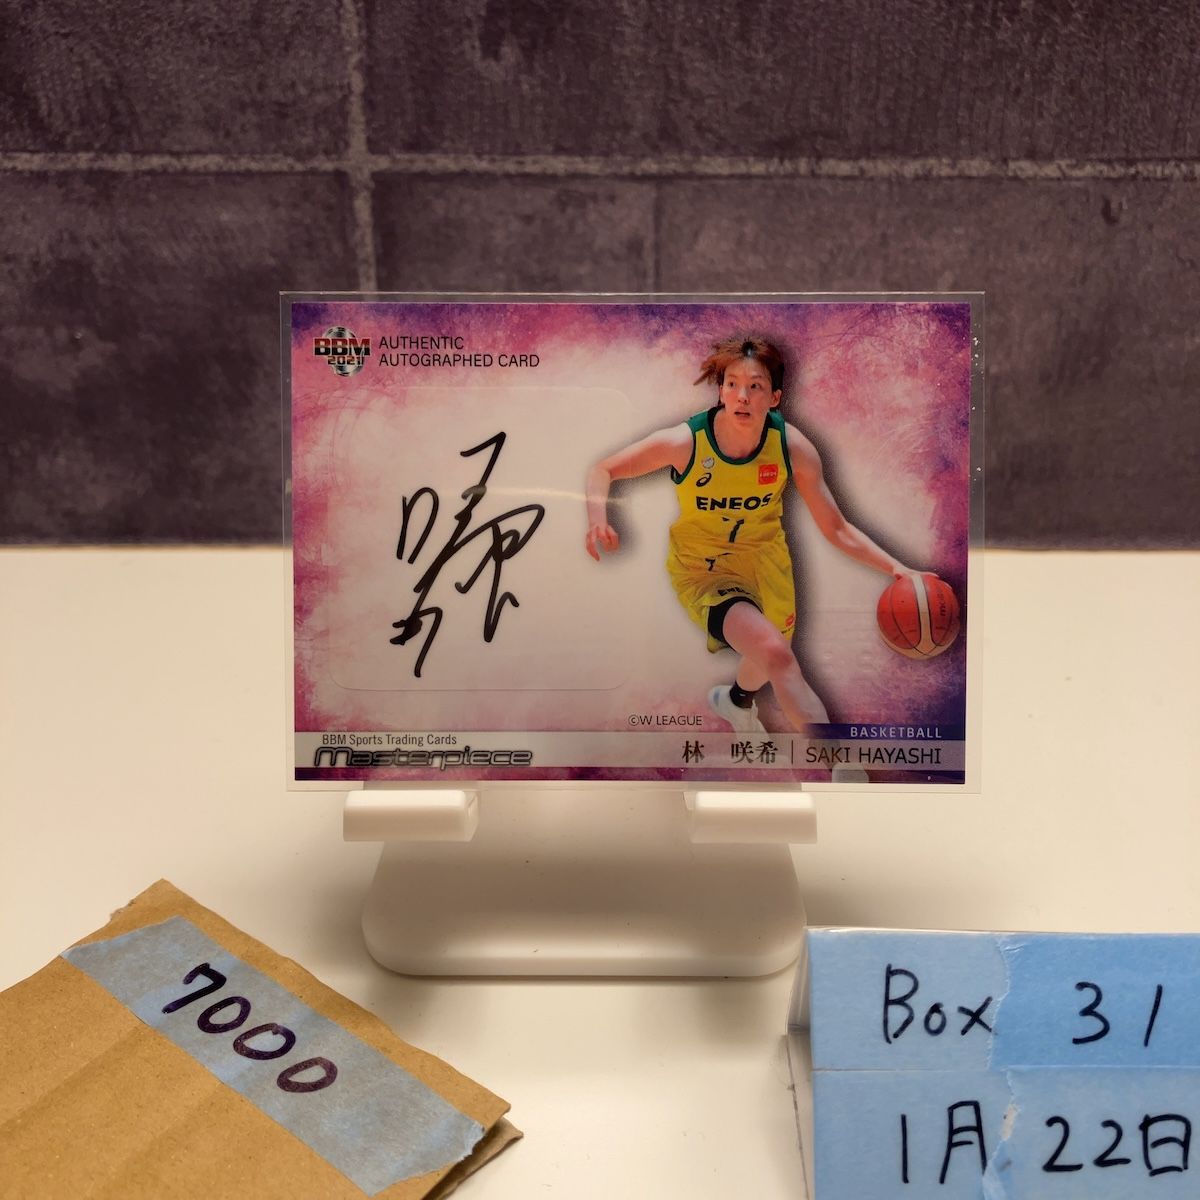 BBM
2021
AUTHENTIC
AUTOGRAPHED CARD
ENEOS
7
©W LEAGUE
BASKETBALL
BBM Sports Trading Cards
Masterpiece
林 咲希 | SAKI HAYASHI
7000
Box 31
1月22日